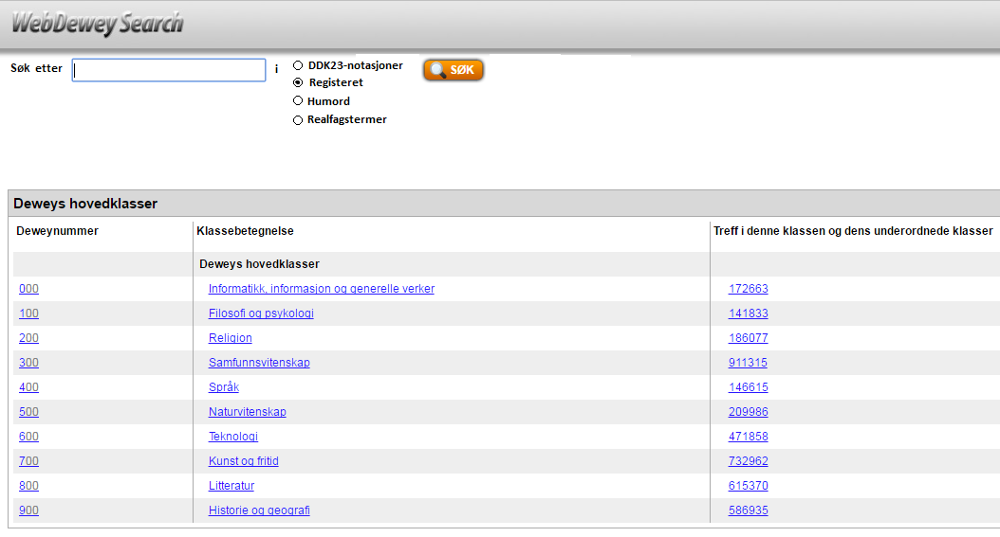 WebDewey Search
Søk etter i DDK23-notasjoner SØK
Registeret
Humord
Realfagstermer
Deweys hovedklasser
Deweynummer Klassebetegnelse Treff i denne klassen og dens underordnede klasser
Deweys hovedklasser
000 Informatikk, informasjon og generelle verker 172663
100 Filosofi og psykologi 141833
200 Religion 186077
300 Samfunnsvitenskap 911315
400 Språk 146615
500 Naturvitenskap 209986
600 Teknologi 471858
700 Kunst og fritid 732962
800 Litteratur 615370
900 Historie og geografi 586935